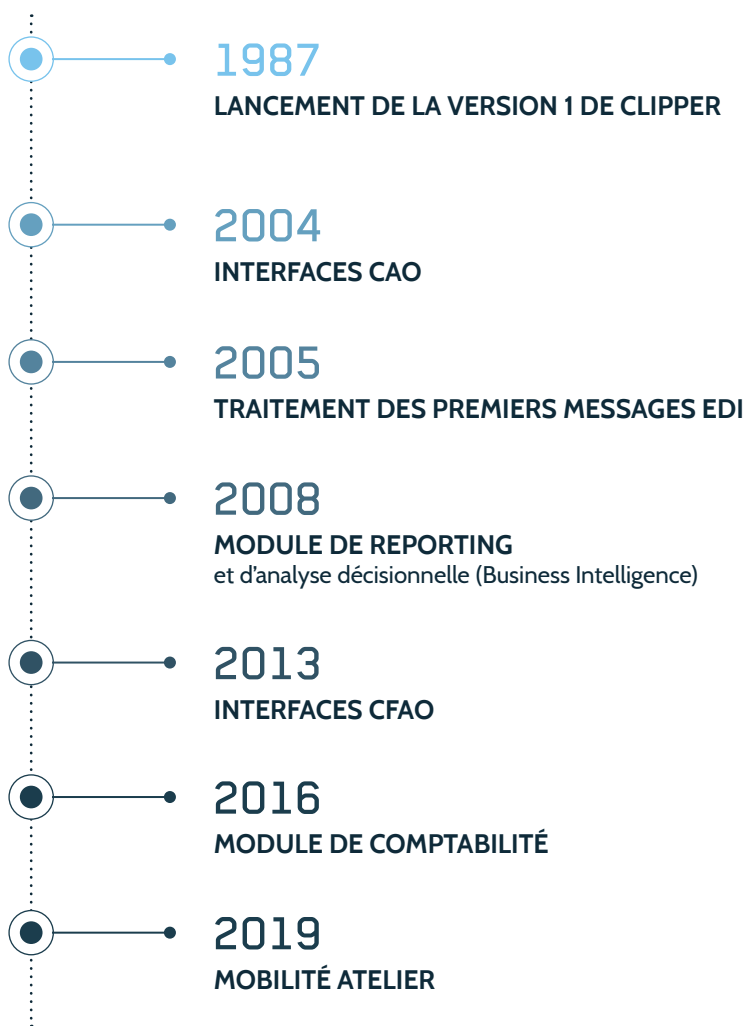 1987
LANCEMENT DE LA VERSION 1 DE CLIPPER
2004
INTERFACES CAO
2005
TRAITEMENT DES PREMIERS MESSAGES EDI
2008
MODULE DE REPORTING
et d'analyse décisionnelle (Business Intelligence)
2013
INTERFACES CFAO
2016
MODULE DE COMPTABILITÉ
2019
MOBILITÉ ATELIER